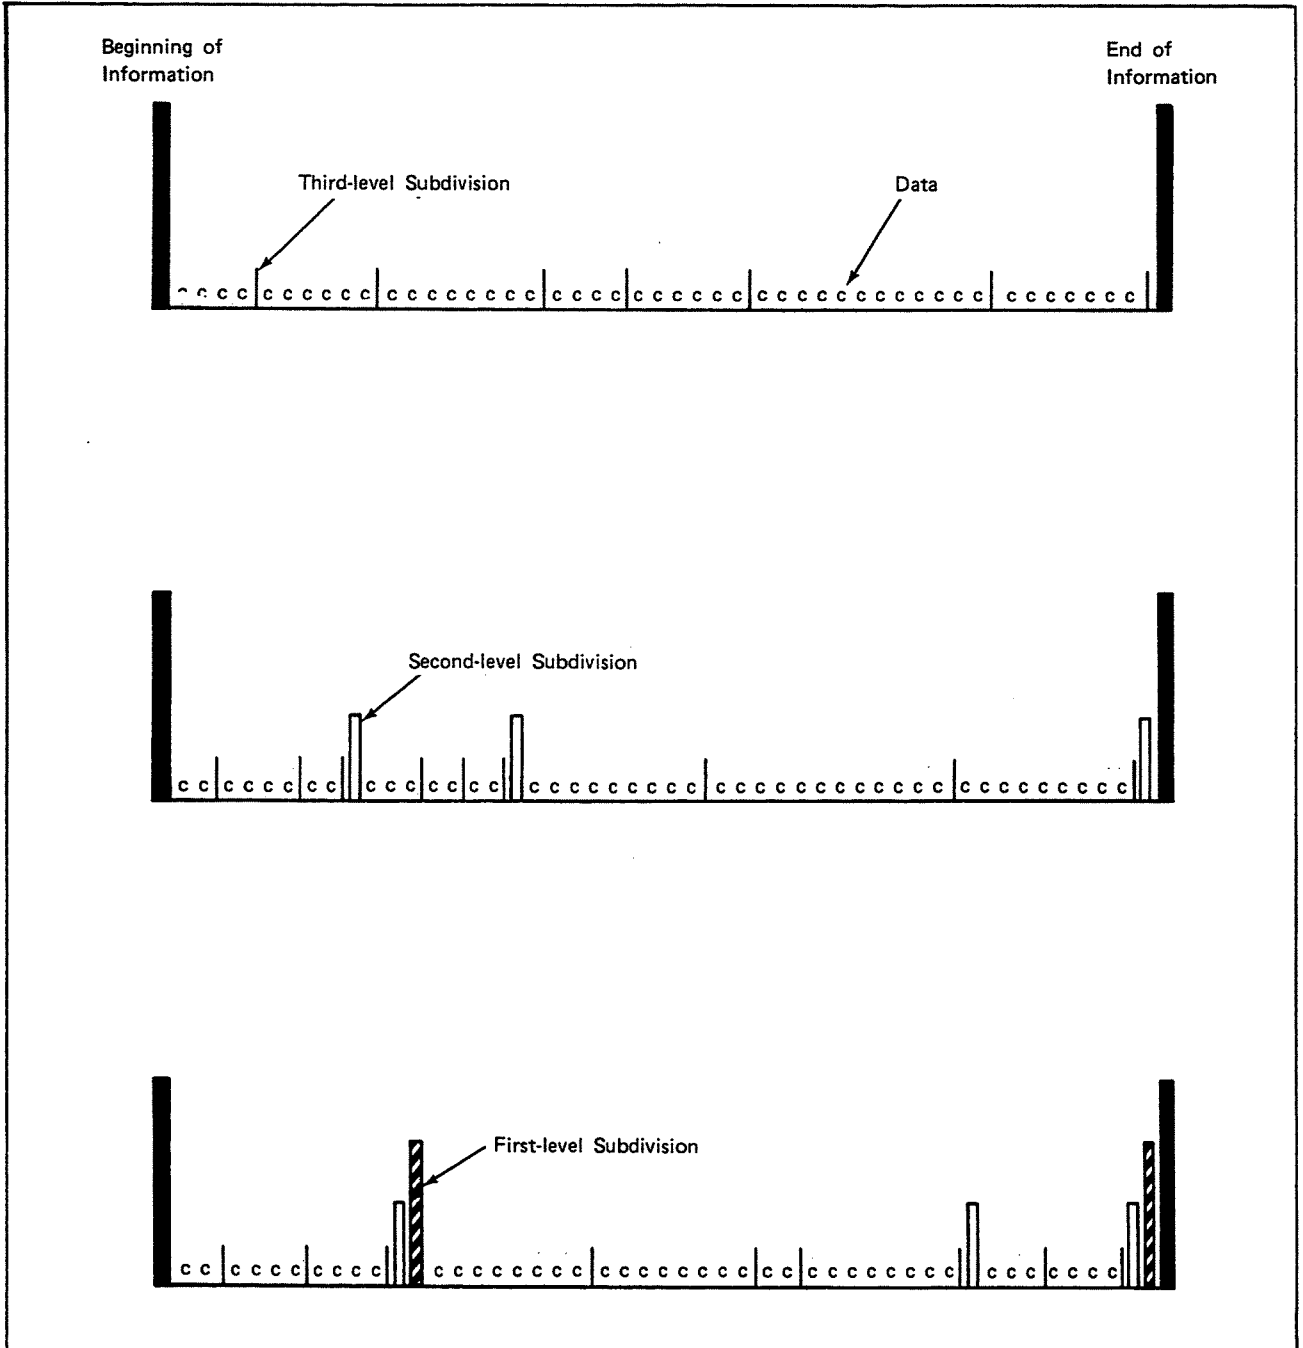 Beginning of
Information
End of
Information
Third-level Subdivision
Data
c c c c c c c c c c c c c c c c c c c c c c c c c c c c c c c c c c c c c c c c c c c c c
Second-level Subdivision
c c c c c c c c c c c c c c c c c c c c c c c c c c c c c c c c c c c c c c c c c c c c c
First-level Subdivision
c c c c c c c c c c c c c c c c c c c c c c c c c c c c c c c c c c c c c c c c c c c